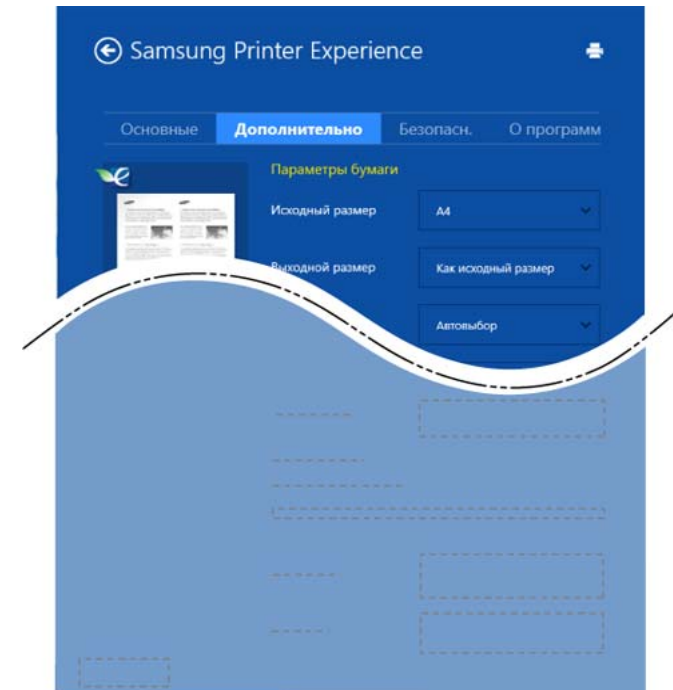 Samsung Printer Experience
Основные Дополнительно Безопасн. О программ
Параметры бумаги
Исходный размер A4
Выходной размер Как исходный размер
Автовыбор